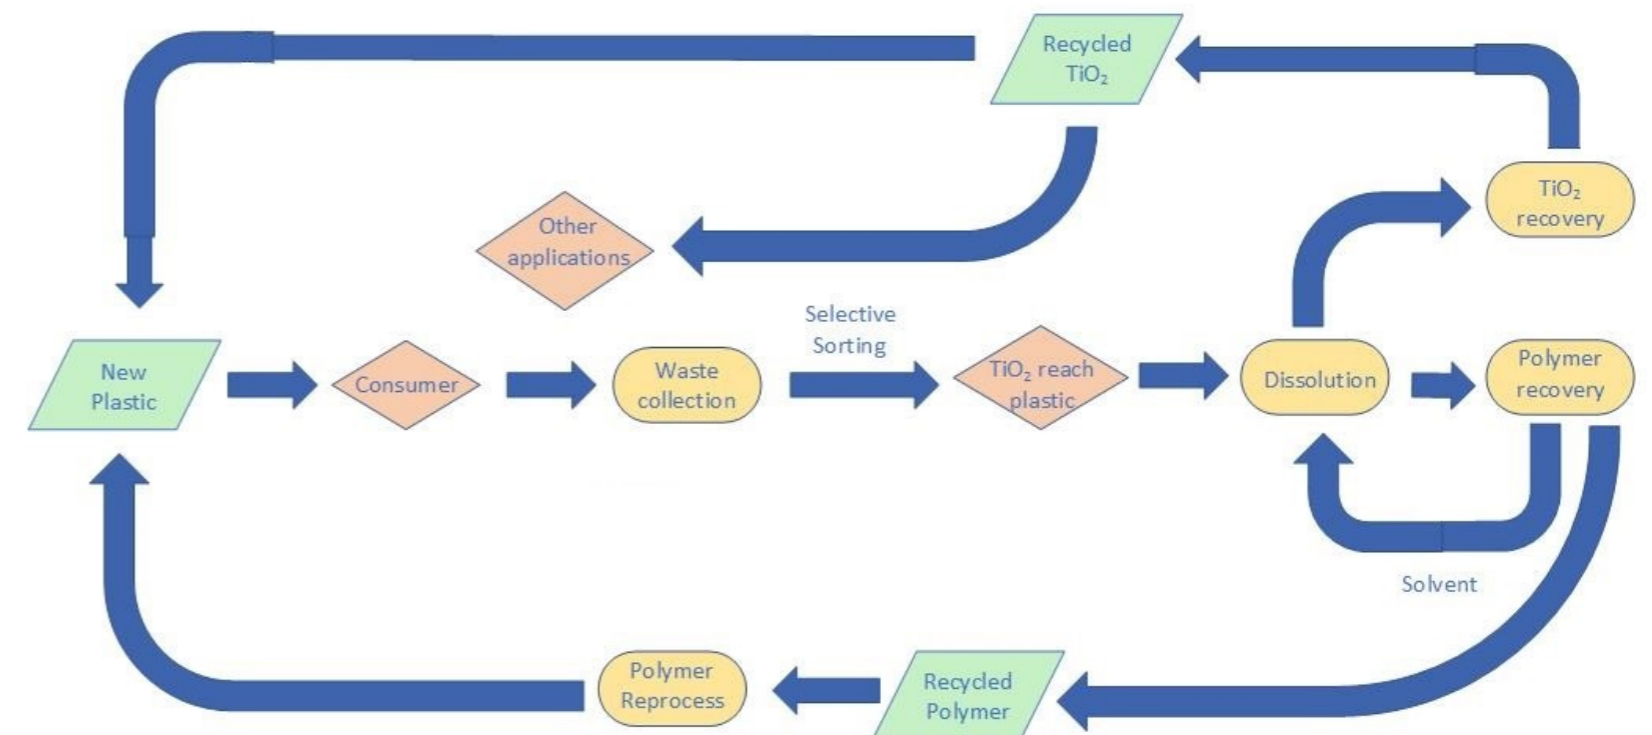 Recycled
TiO₂
TiO₂
recovery
Other
applications
Selective
Sorting
New
Plastic
Consumer
Waste
collection
TiO₂ reach
plastic
Dissolution
Polymer
recovery
Solvent
Polymer
Reprocess
Recycled
Polymer